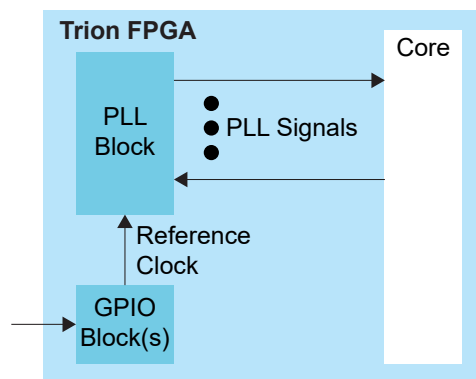 Trion FPGA
Core
PLL
Block
PLL Signals
Reference
Clock
GPIO
Block(s)